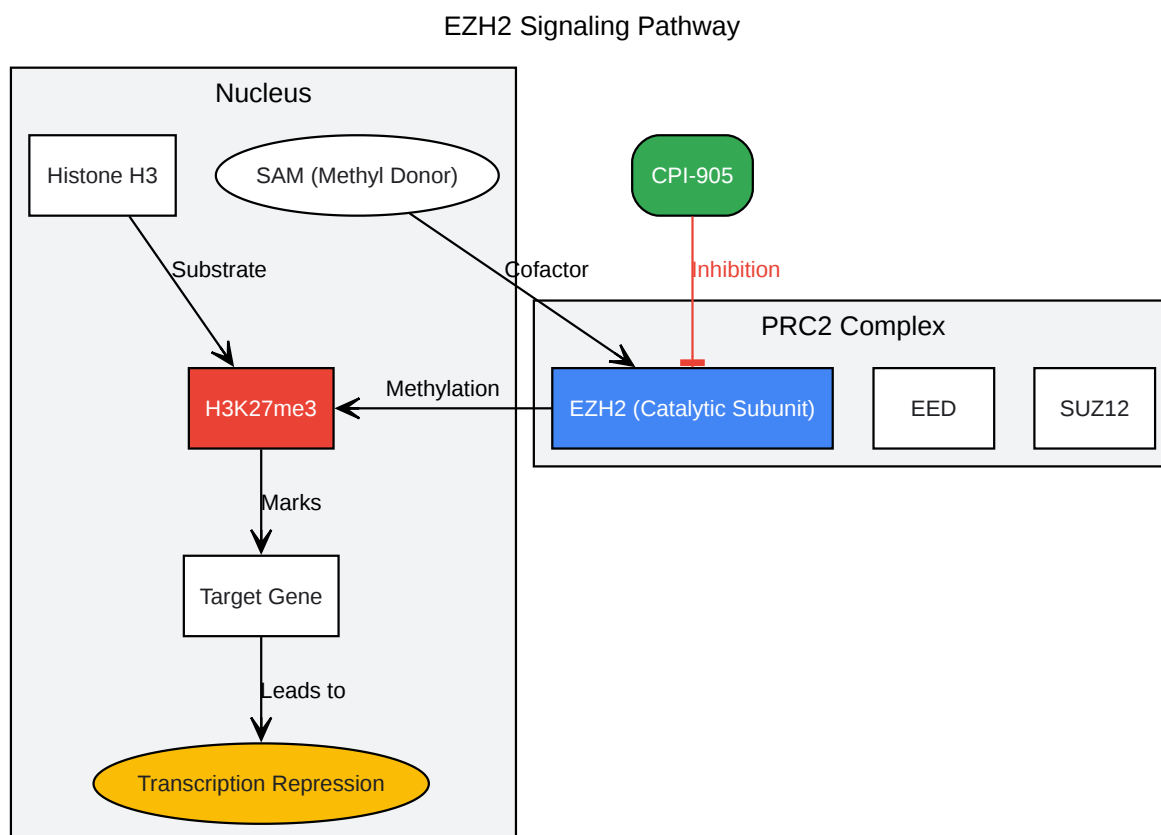 EZH2 Signaling Pathway
Nucleus
Histone H3
SAM (Methyl Donor)
CPI-905
Substrate
Cofactor
Inhibition
PRC2 Complex
H3K27me3
Methylation
EZH2 (Catalytic Subunit)
EED
SUZ12
Marks
Target Gene
Leads to
Transcription Repression